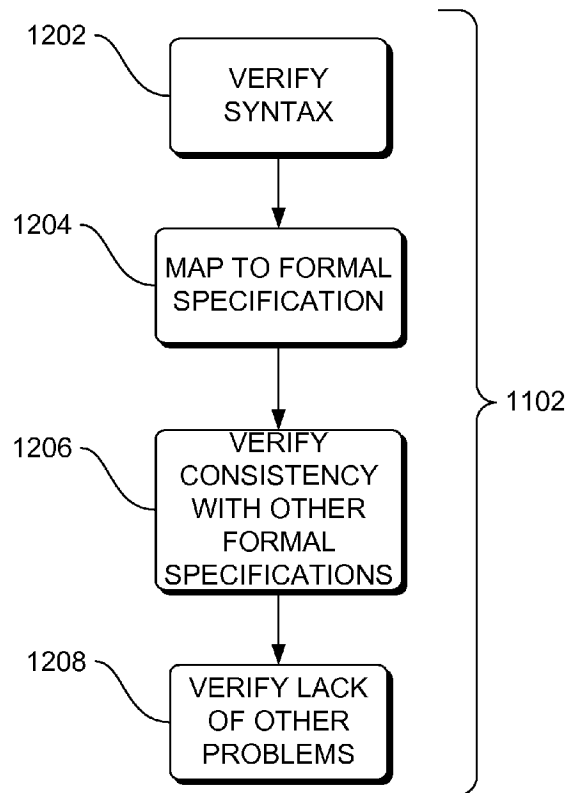 1202
VERIFY
SYNTAX
1204
MAP TO FORMAL
SPECIFICATION
1102
1206
VERIFY
CONSISTENCY
WITH OTHER
FORMAL
SPECIFICATIONS
1208
VERIFY LACK
OF OTHER
PROBLEMS